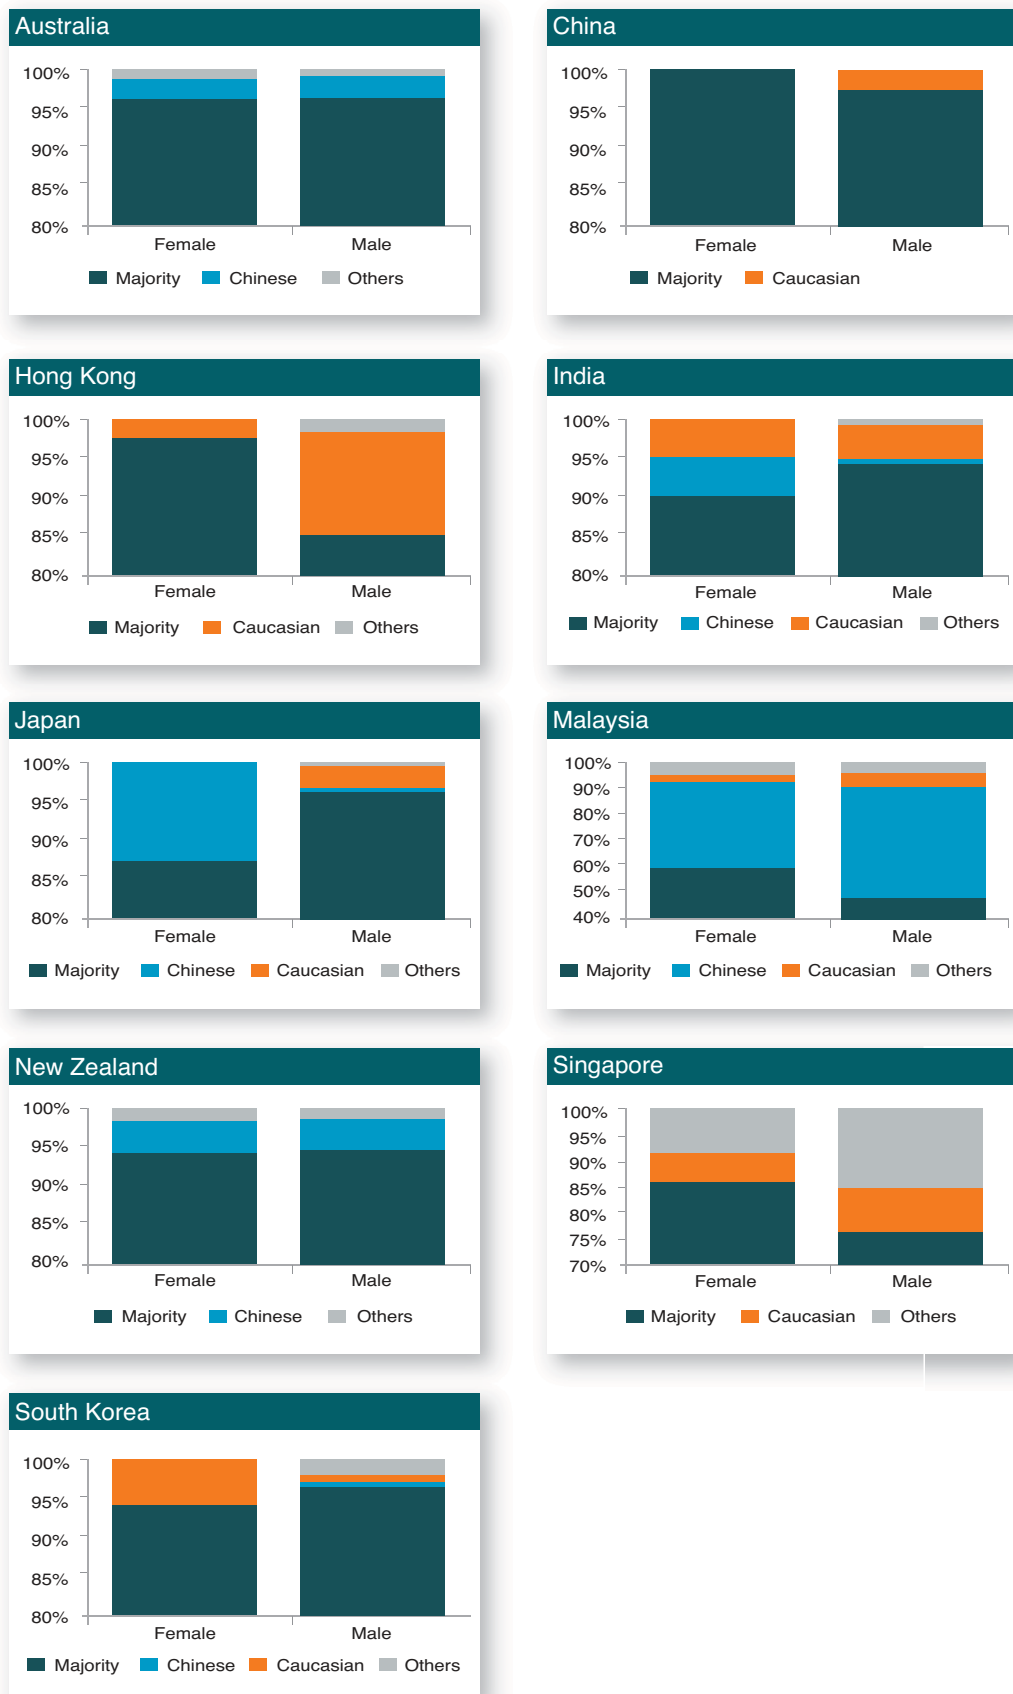 Australia
100%
95%
90%
85%
80%
Female Male
Majority Chinese Others
China
100%
95%
90%
85%
80%
Female Male
Majority Caucasian
Hong Kong
100%
95%
90%
85%
80%
Female Male
Majority Caucasian Others
India
100%
95%
90%
85%
80%
Female Male
Majority Chinese Caucasian Others
Japan
100%
95%
90%
85%
80%
Female Male
Majority Chinese Caucasian Others
Malaysia
100%
90%
80%
70%
60%
50%
40%
Female Male
Majority Chinese Caucasian Others
New Zealand
100%
95%
90%
85%
80%
Female Male
Majority Chinese Others
Singapore
100%
95%
90%
85%
80%
75%
70%
Female Male
Majority Caucasian Others
South Korea
100%
95%
90%
85%
80%
Female Male
Majority Chinese Caucasian Others